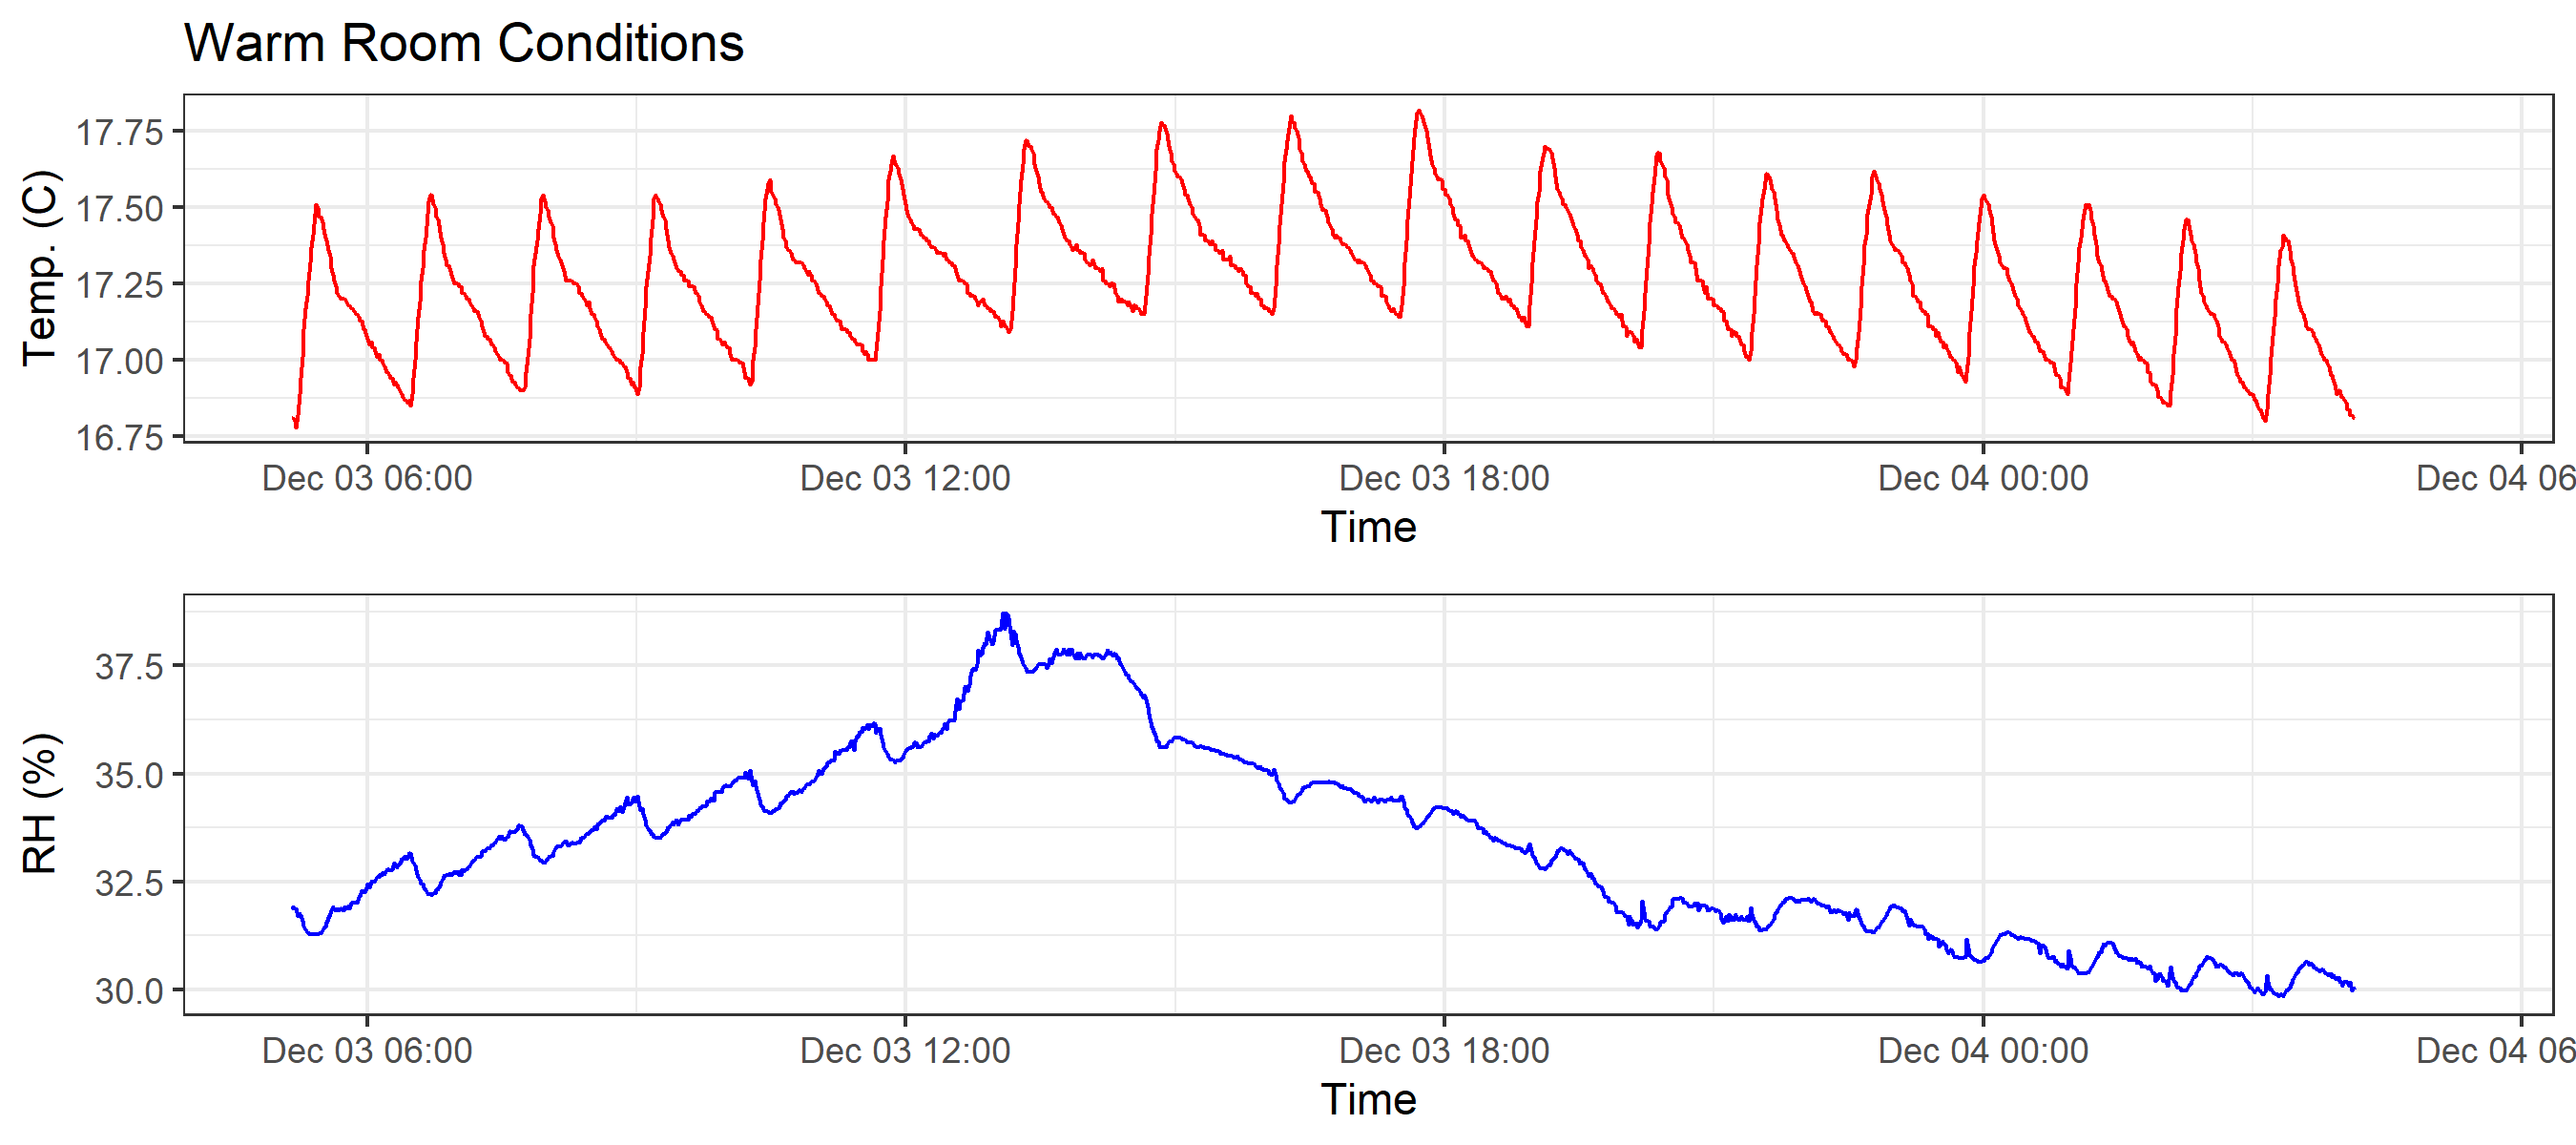 Warm Room Conditions
Temp. (C)
17.75
17.50
17.25
17.00
16.75
Dec 03 06:00 Dec 03 12:00 Dec 03 18:00 Dec 04 00:00 Dec 04 06
Time
RH (%)
37.5
35.0
32.5
30.0
Dec 03 06:00 Dec 03 12:00 Dec 03 18:00 Dec 04 00:00 Dec 04 06
Time